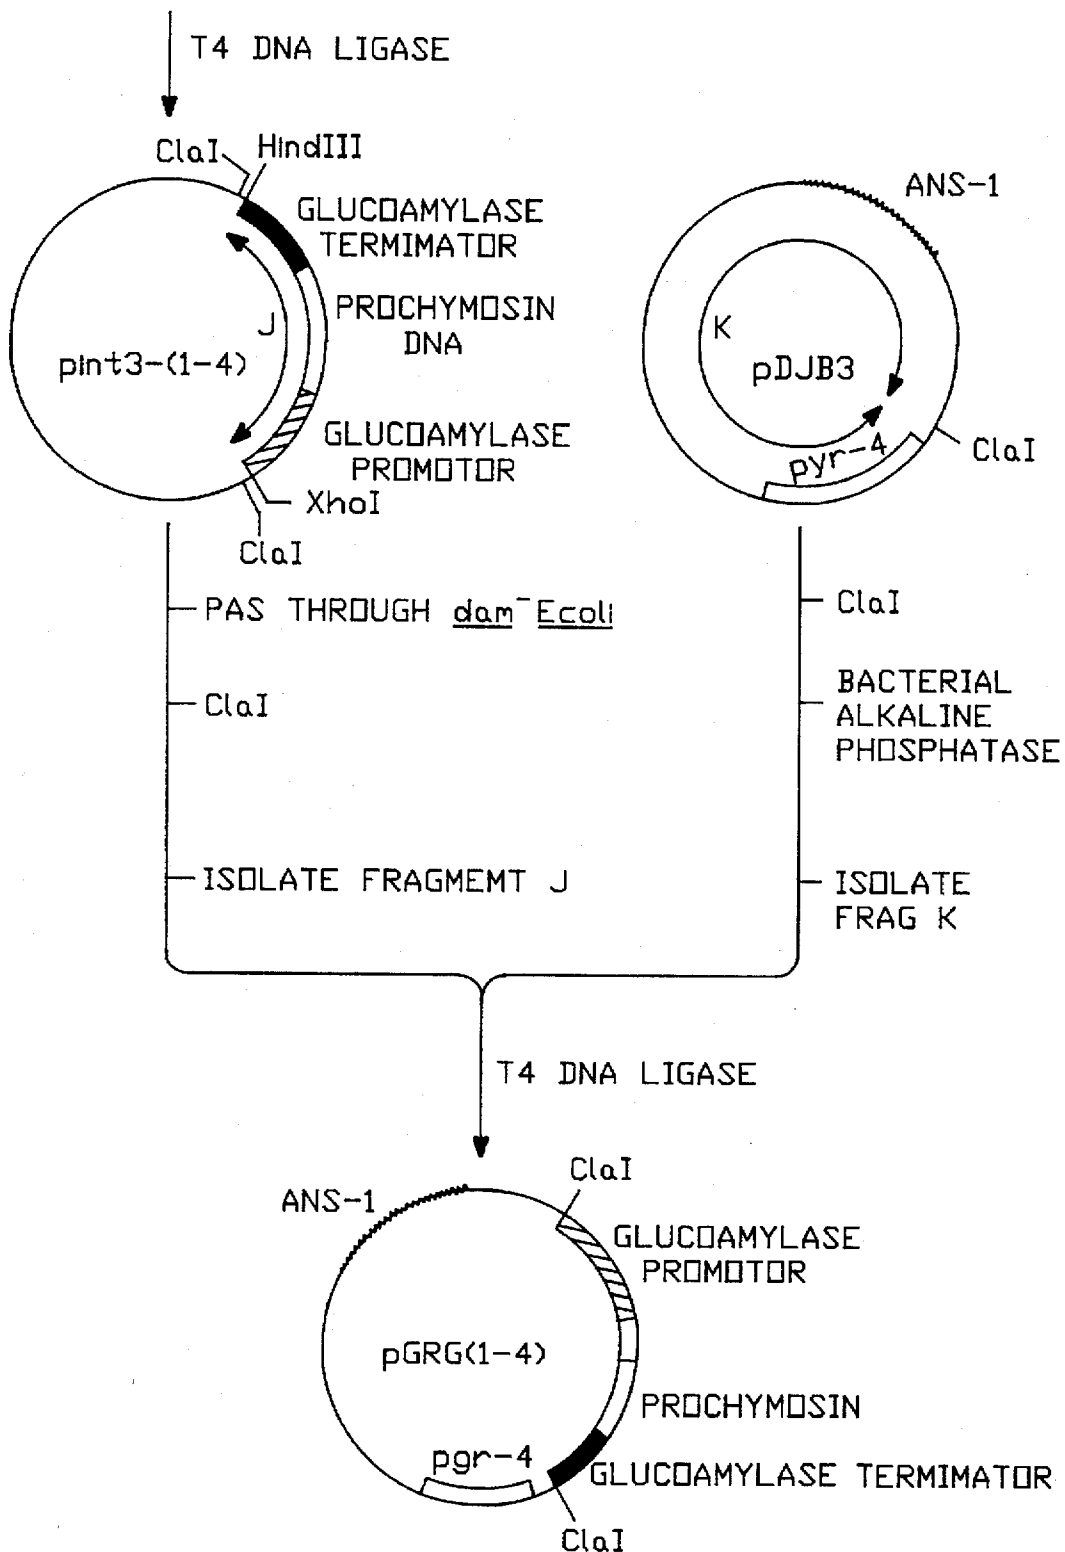 T4 DNA LIGASE
ClaI
HindIII
GLUCOAMYLASE
TERMIMATOR
PROCHYMOSIN
DNA
J
pint3-(1-4)
GLUCOAMYLASE
PROMOTOR
XhoI
ClaI
ANS-1
K
pDJB3
pyr-4
ClaI
PAS THROUGH dam⁻ Ecoli
ClaI
ISOLATE FRAGMEMT J
ClaI
BACTERIAL
ALKALINE
PHOSPHATASE
ISOLATE
FRAG K
T4 DNA LIGASE
ClaI
ANS-1
GLUCOAMYLASE
PROMOTOR
pGRG(1-4)
PROCHYMOSIN
pgr-4
GLUCOAMYLASE TERMIMATOR
ClaI